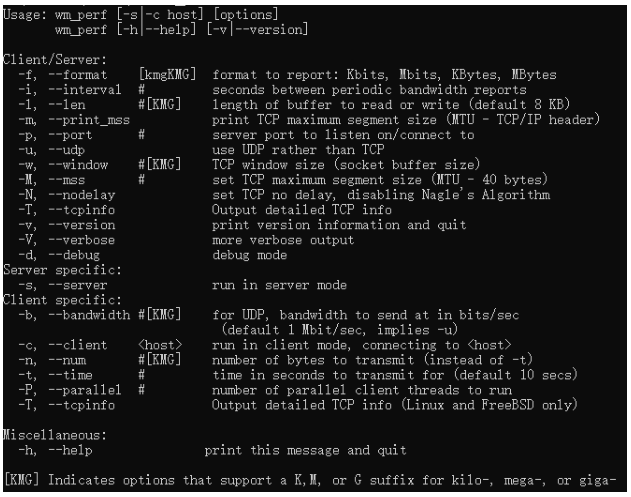 Usage: wm_perf [-s|-c host] [options]
       wm_perf [-h|--help] [-v|--version]

Client/Server:
  -f, --format    [kmgKMG]  format to report: Kbits, Mbits, KBytes, MBytes
  -i, --interval  #         seconds between periodic bandwidth reports
  -l, --len       #[KMG]    length of buffer to read or write (default 8 KB)
  -m, --print_mss           print TCP maximum segment size (MTU - TCP/IP header)
  -p, --port      #         server port to listen on/connect to
  -u, --udp                 use UDP rather than TCP
  -w, --window    #[KMG]    TCP window size (socket buffer size)
  -M, --mss       #         set TCP maximum segment size (MTU - 40 bytes)
  -N, --nodelay             set TCP no delay, disabling Nagle's Algorithm
  -T, --tcpinfo             Output detailed TCP info
  -v, --version             print version information and quit
  -V, --verbose             more verbose output
  -d, --debug               debug mode
Server specific:
  -s, --server              run in server mode
Client specific:
  -b, --bandwidth #[KMG]    for UDP, bandwidth to send at in bits/sec
                             (default 1 Mbit/sec, implies -u)
  -c, --client    <host>    run in client mode, connecting to <host>
  -n, --num       #[KMG]    number of bytes to transmit (instead of -t)
  -t, --time      #         time in seconds to transmit for (default 10 secs)
  -P, --parallel  #         number of parallel client threads to run
  -T, --tcpinfo             Output detailed TCP info (Linux and FreeBSD only)

Miscellaneous:
  -h, --help               print this message and quit

[KMG] Indicates options that support a K,M, or G suffix for kilo-, mega-, or giga-